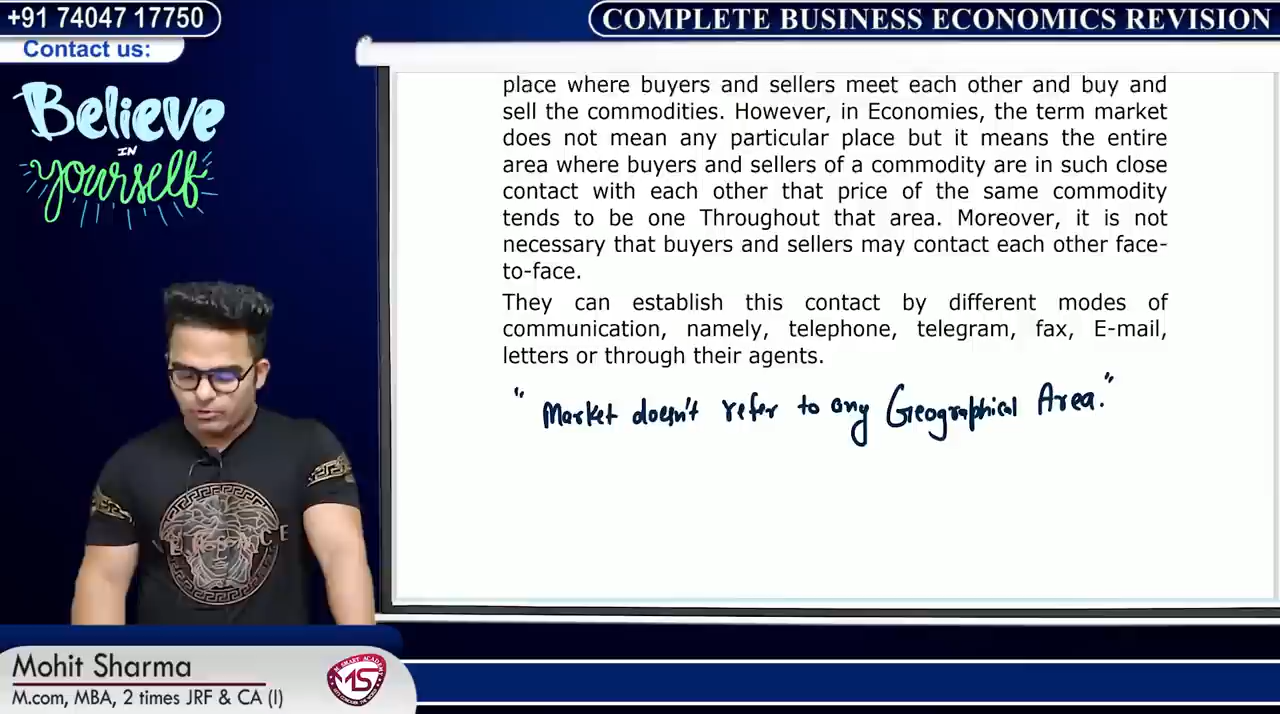 +91 74047 17750
Contact us:
COMPLETE BUSINESS ECONOMICS REVISION
Believe
IN
yourself
place where buyers and sellers meet each other and buy and
sell the commodities. However, in Economies, the term market
does not mean any particular place but it means the entire
area where buyers and sellers of a commodity are in such close
contact with each other that price of the same commodity
tends to be one Throughout that area. Moreover, it is not
necessary that buyers and sellers may contact each other face-
to-face.
They can establish this contact by different modes of
communication, namely, telephone, telegram, fax, E-mail,
letters or through their agents.
"Market doesn't refer to any Geographical Area."
VERSACE
Mohit Sharma
M.com, MBA, 2 times JRF & CA (I)
MS